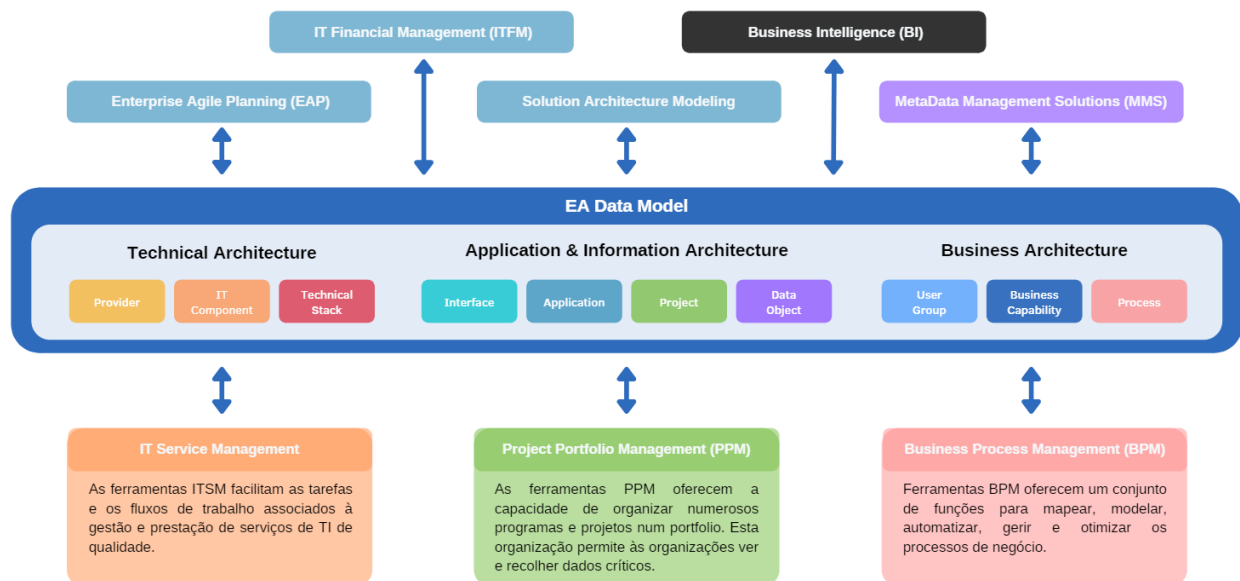 IT Financial Management (ITFM)
Business Intelligence (BI)
Enterprise Agile Planning (EAP)
Solution Architecture Modeling
MetaData Management Solutions (MMS)
EA Data Model
Technical Architecture
Provider
IT
Component
Technical
Stack
Application & Information Architecture
Interface
Application
Project
Data
Object
Business Architecture
User
Group
Business
Capability
Process
IT Service Management
As ferramentas ITSM facilitam as tarefas
e os fluxos de trabalho associados à
gestão e prestação de serviços de TI de
qualidade.
Project Portfolio Management (PPM)
As ferramentas PPM oferecem a
capacidade de organizar numerosos
programas e projetos num portfolio. Esta
organização permite às organizações ver
e recolher dados críticos.
Business Process Management (BPM)
Ferramentas BPM oferecem um conjunto
de funções para mapear, modelar,
automatizar, gerir e otimizar os
processos de negócio.